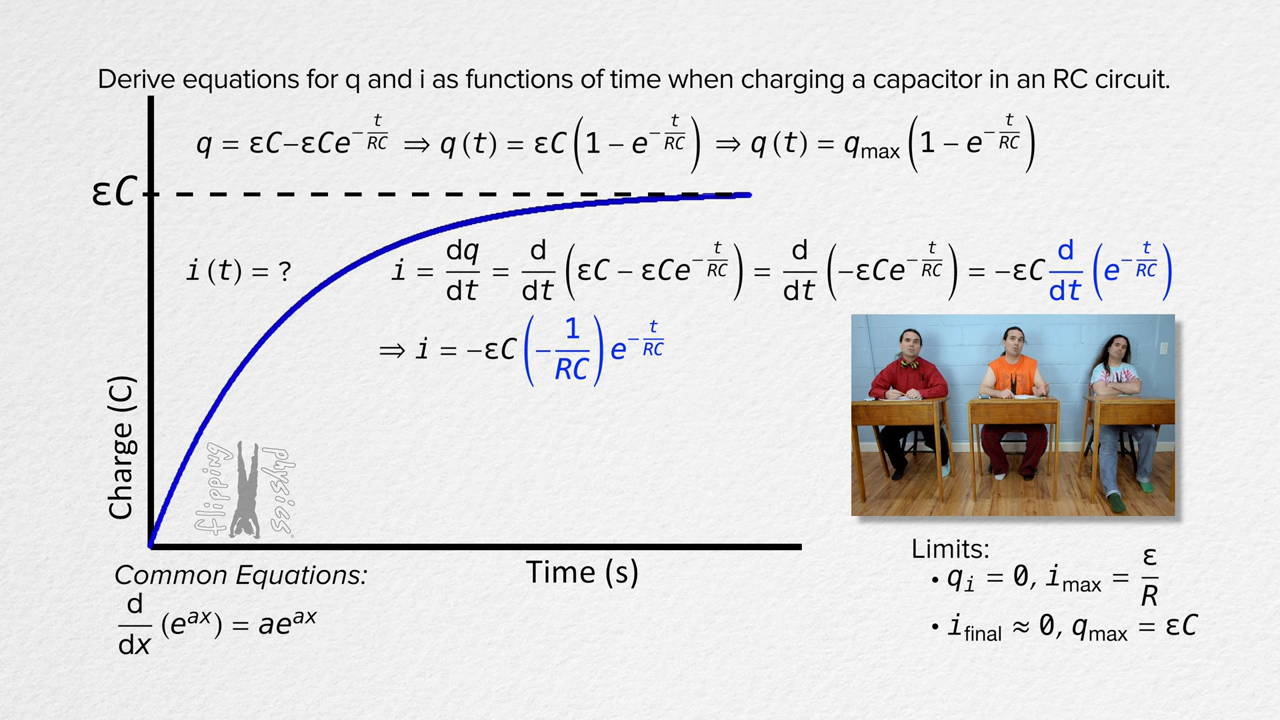 Derive equations for q and i as functions of time when charging a capacitor in an RC circuit.
q = εC−εCe^{−t/RC} ⇒ q(t) = εC(1 − e^{−t/RC}) ⇒ q(t) = q_max(1 − e^{−t/RC})
εC
i(t) = ? i = dq/dt = d/dt(εC − εCe^{−t/RC}) = d/dt(−εCe^{−t/RC}) = −εC d/dt(e^{−t/RC})
⇒ i = −εC(−1/RC)e^{−t/RC}
Charge (C)
flipping
physics
Time (s)
Common Equations:
d/dx(e^{ax}) = ae^{ax}
Limits:
• q_i = 0, i_max = ε/R
• i_final ≈ 0, q_max = εC